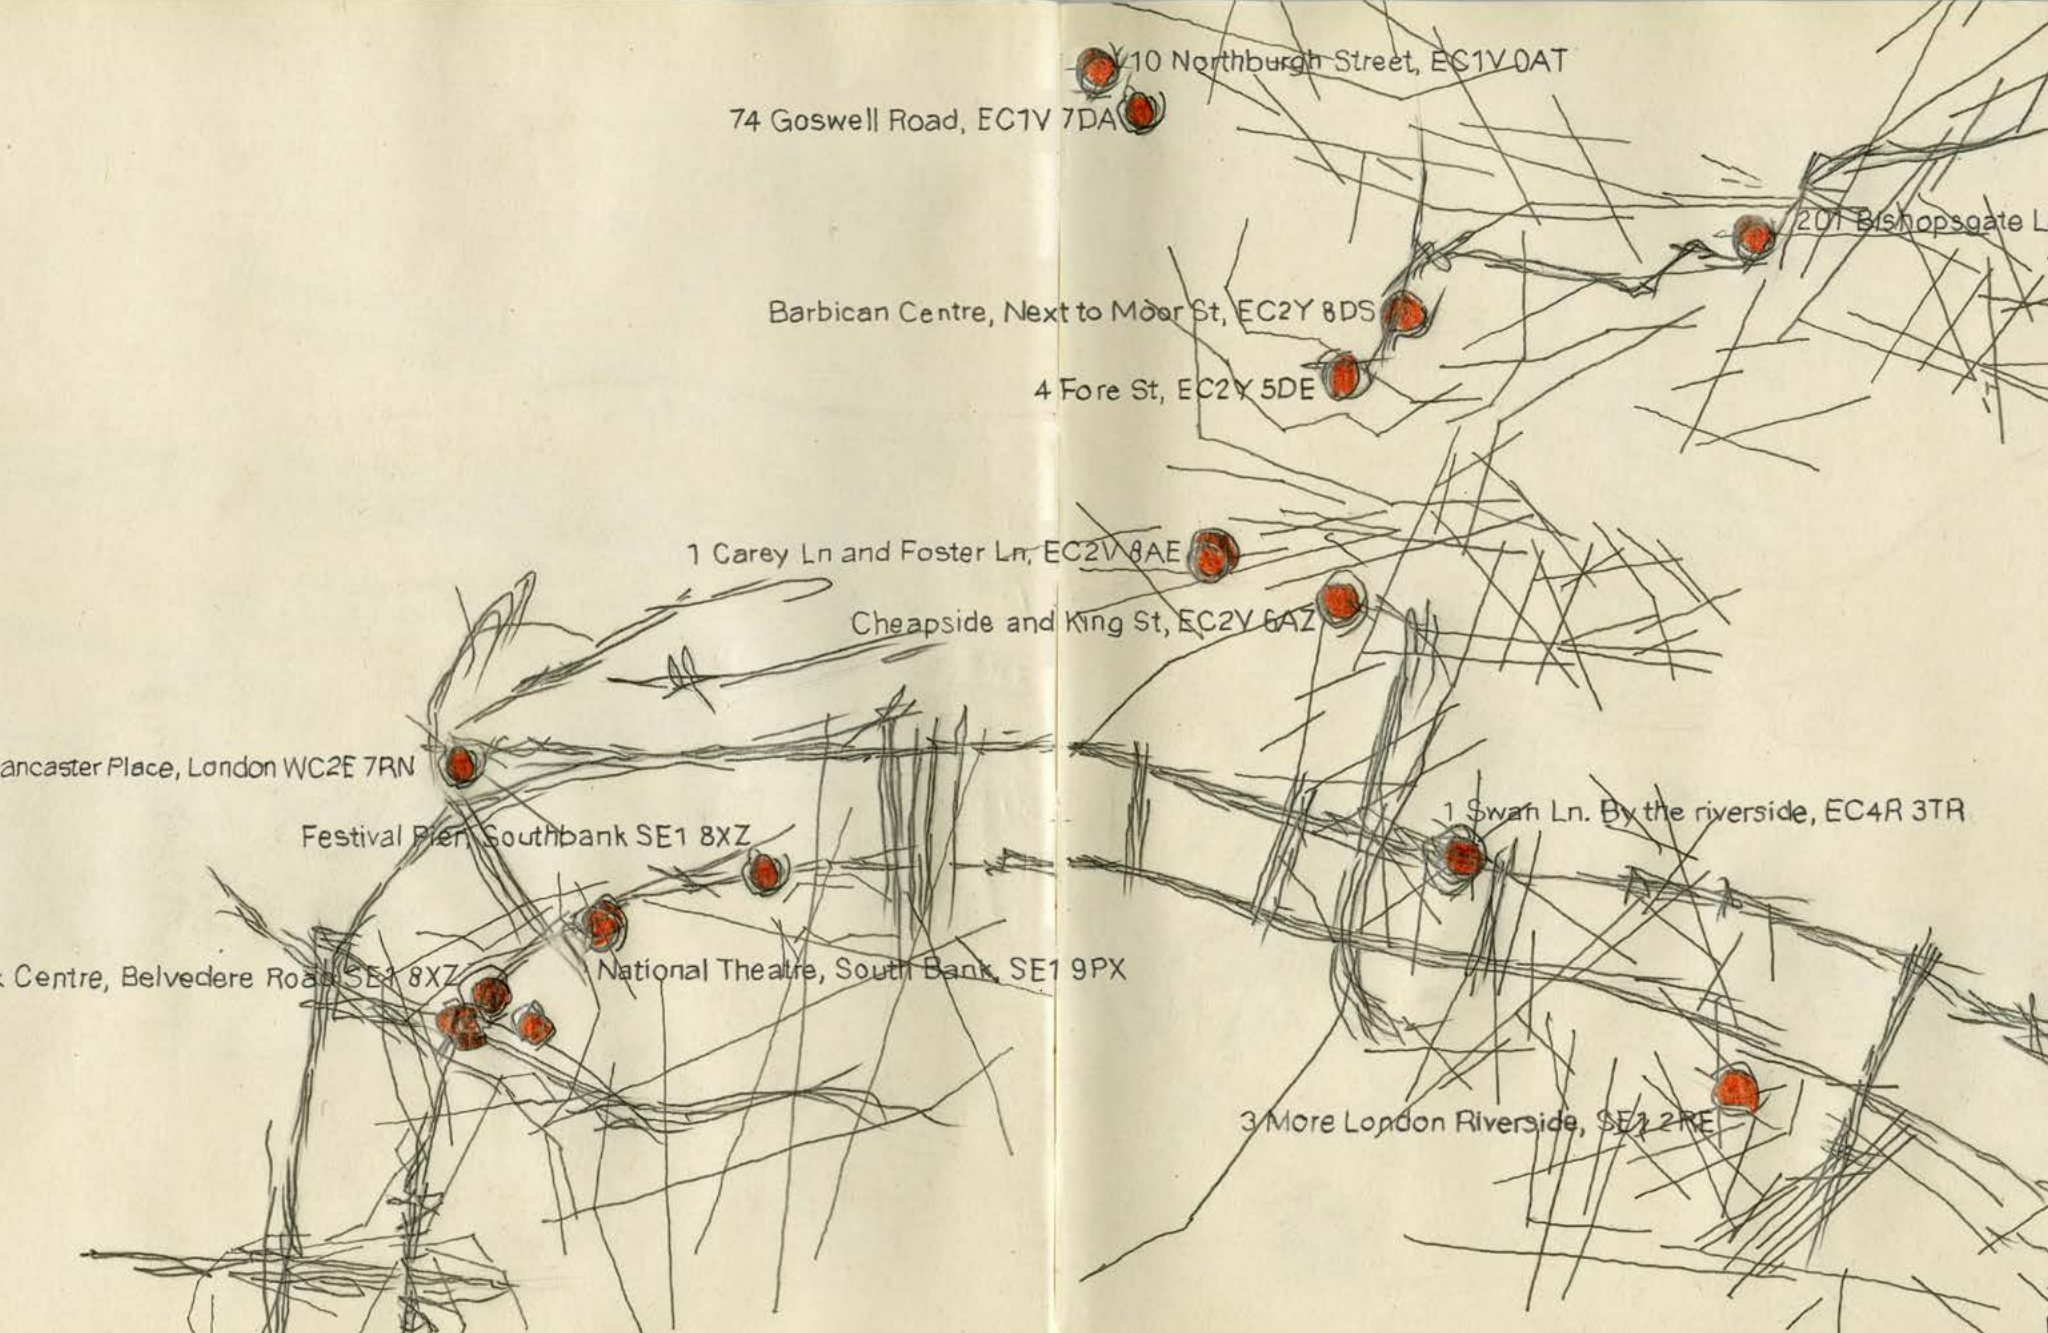 10 Northburgh Street, EC1V 0AT
74 Goswell Road, EC1V 7DA
201 Bishopsgate L
Barbican Centre, Next to Moor St, EC2Y 8DS
4 Fore St, EC2Y 5DE
1 Carey Ln and Foster Ln, EC2V 8AE
Cheapside and King St, EC2V 6AZ
ancaster Place, London WC2E 7RN
1 Swan Ln. By the riverside, EC4R 3TR
Festival Pier, Southbank SE1 8XZ
k Centre, Belvedere Road SE1 8XZ
National Theatre, South Bank, SE1 9PX
3 More London Riverside, SE1 2RE